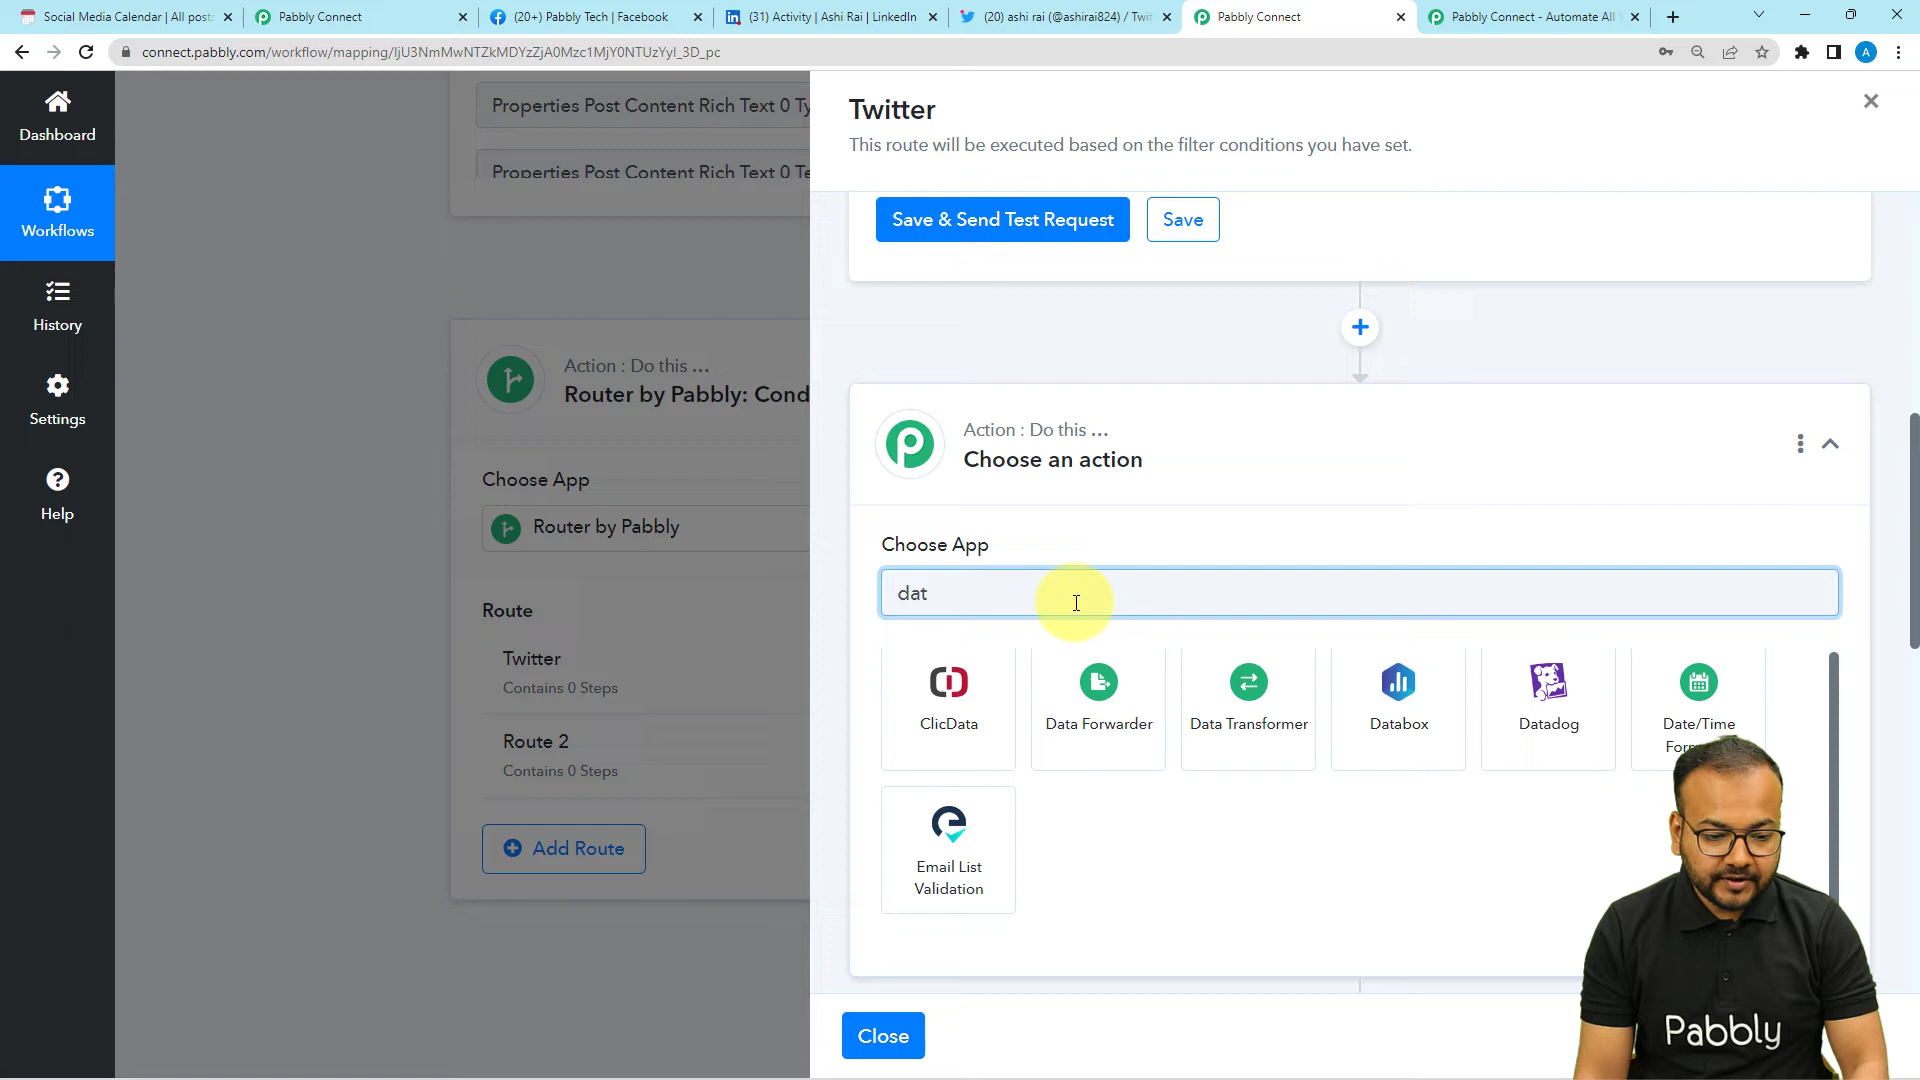 Social Media Calendar | All posts
Pabbly Connect
(20+) Pabbly Tech | Facebook
(31) Activity | Ashi Rai | LinkedIn
(20) ashi rai (@ashirai824) / Twit
Pabbly Connect
Pabbly Connect - Automate All
connect.pabbly.com/workflow/mapping/IjU3NmMwNTZkMDYzZjA0Mzc1MjY0NTUzYyI_3D_pc
A
Dashboard
Workflows
History
Settings
Help
Properties Post Content Rich Text 0 Ty
Properties Post Content Rich Text 0 Te
Action : Do this ...
Router by Pabbly: Cond
Choose App
Router by Pabbly
Route
Twitter
Contains 0 Steps
Route 2
Contains 0 Steps
Add Route
Twitter
This route will be executed based on the filter conditions you have set.
Save & Send Test Request
Save
Action : Do this ...
Choose an action
Choose App
dat
ClicData
Data Forwarder
Data Transformer
Databox
Datadog
Date/Time
Email List
Validation
Close
Pabbly